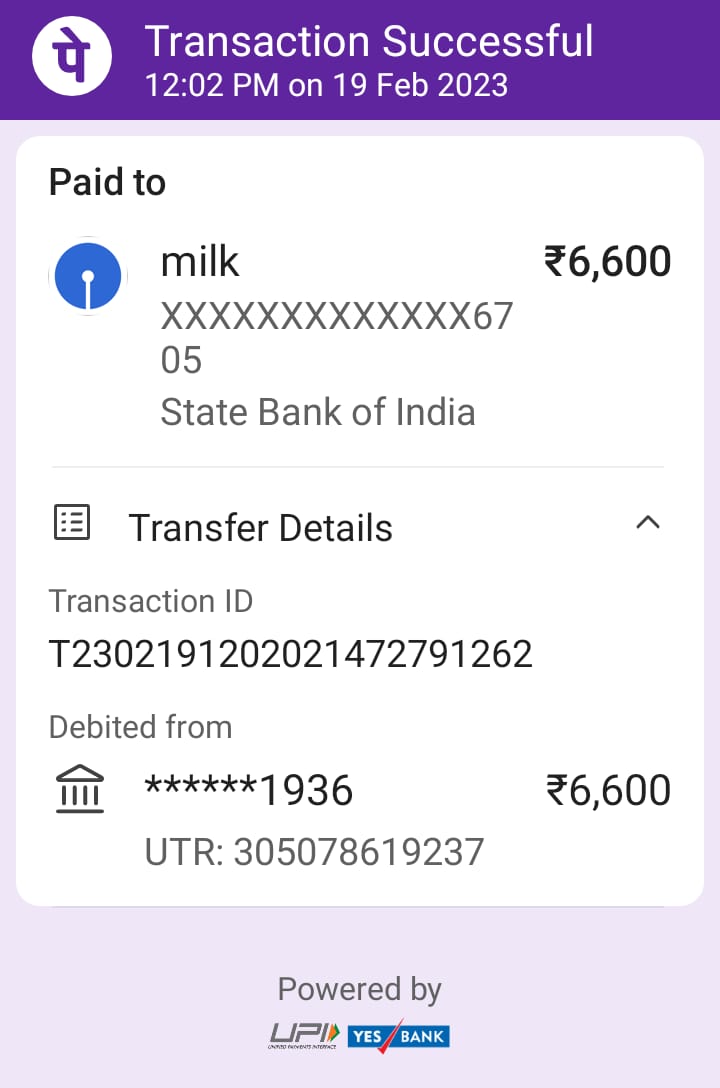 पे
Transaction Successful
12:02 PM on 19 Feb 2023
Paid to
milk
₹6,600
XXXXXXXXXXXXX67
05
State Bank of India
Transfer Details
Transaction ID
T2302191202021472791262
Debited from
******1936
₹6,600
UTR: 305078619237
Powered by
UPI
UNIFIED PAYMENTS INTERFACE
YES BANK